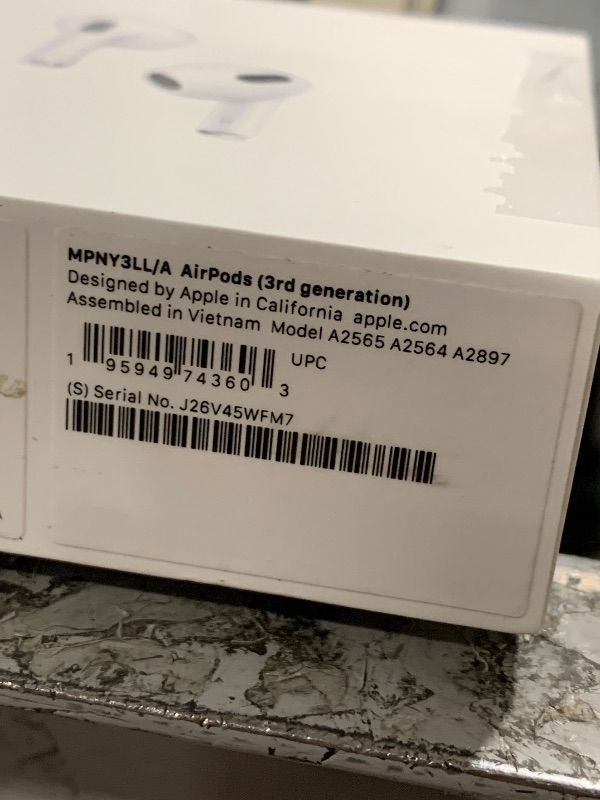 MPNY3LL/A AirPods (3rd generation)
Designed by Apple in California apple.com
Assembled in Vietnam Model A2565 A2564 A2897
UPC
1 95949 74360 3
(S) Serial No. J26V45WFM7